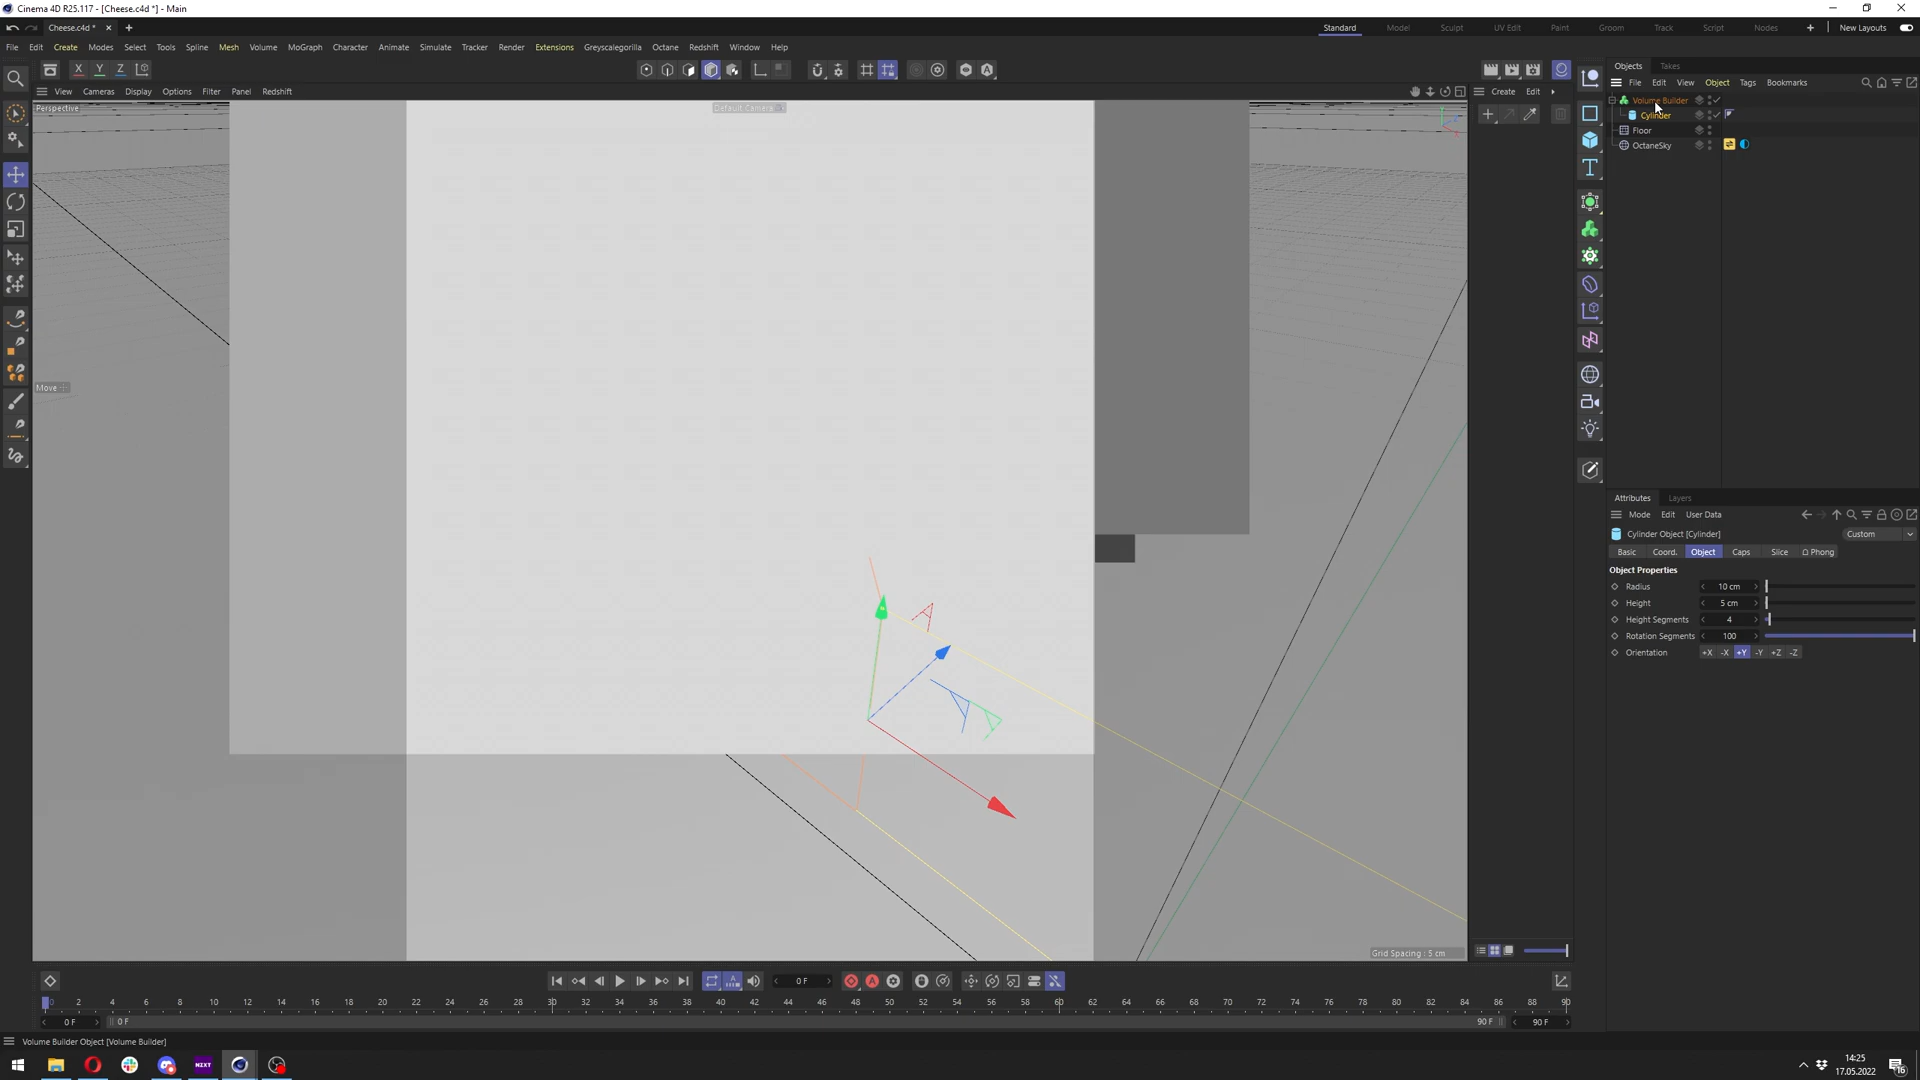 Cinema 4D R25.117 - [Cheese.c4d *] - Main
Cheese.c4d *
Standard Model Sculpt UV Edit Paint Groom Track Script Nodes New Layouts
File Edit Create Modes Select Tools Spline Mesh Volume MoGraph Character Animate Simulate Tracker Render Extensions Greyscalegorilla Octane Redshift Window Help
X Y Z
View Cameras Display Options Filter Panel Redshift
Create Edit
Perspective
Default Camera
Move
Grid Spacing : 5 cm
Objects Takes
File Edit View Object Tags Bookmarks
Volume Builder
Cylinder
Floor
OctaneSky
Attributes Layers
Mode Edit User Data
Cylinder Object [Cylinder]
Custom
Basic Coord. Object Caps Slice Phong
Object Properties
Radius 10 cm
Height 5 cm
Height Segments 4
Rotation Segments 100
Orientation +X -X +Y -Y +Z -Z
0 F
0 2 4 6 8 10 12 14 16 18 20 22 24 26 28 30 32 34 36 38 40 42 44 46 48 50 52 54 56 58 60 62 64 66 68 70 72 74 76 78 80 82 84 86 88 90
0 F 0 F 90 F 90 F
Volume Builder Object [Volume Builder]
NZXT
14:25
17.05.2022
16